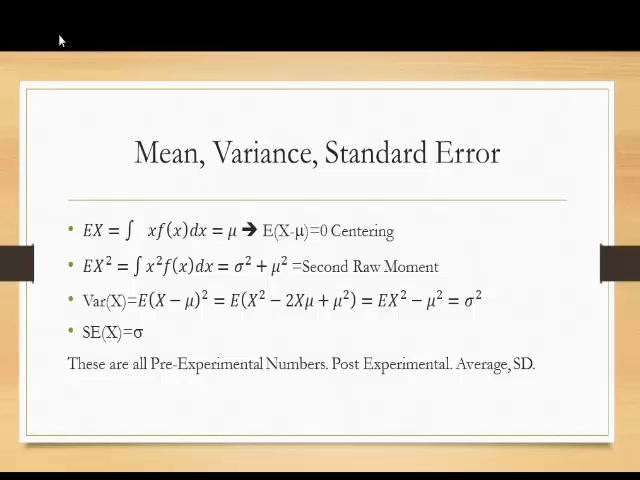 Mean, Variance, Standard Error
• EX = ∫ xf(x)dx = μ ➔ E(X-μ)=0 Centering
• EX² = ∫ x²f(x)dx = σ² + μ² =Second Raw Moment
• Var(X)=E(X − μ)² = E(X² − 2Xμ + μ²) = EX² − μ² = σ²
• SE(X)=σ
These are all Pre-Experimental Numbers. Post Experimental. Average, SD.